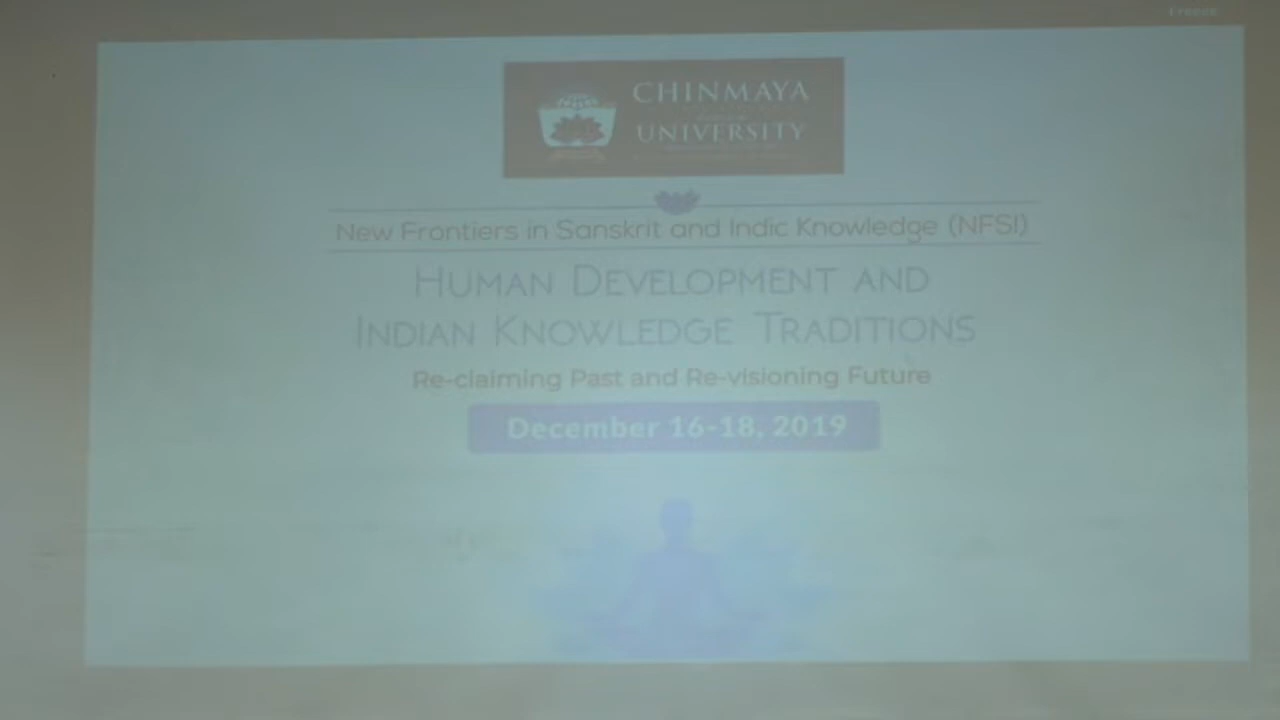 Freeze
CHINMAYA
UNIVERSITY
New Frontiers in Sanskrit and Indic Knowledge (NFSI)
HUMAN DEVELOPMENT AND
INDIAN KNOWLEDGE TRADITIONS
Re-claiming Past and Re-visioning Future
December 16-18, 2019